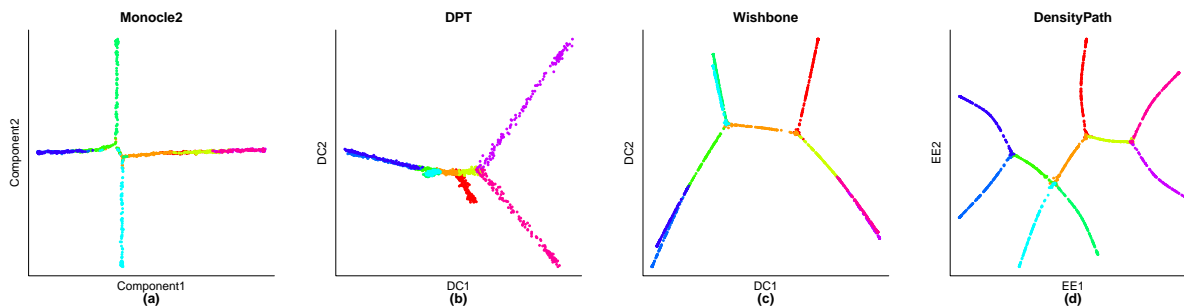 Monocle2
Component2
Component1
(a)
DPT
DC2
DC1
(b)
Wishbone
DC2
DC1
(c)
DensityPath
EE2
EE1
(d)